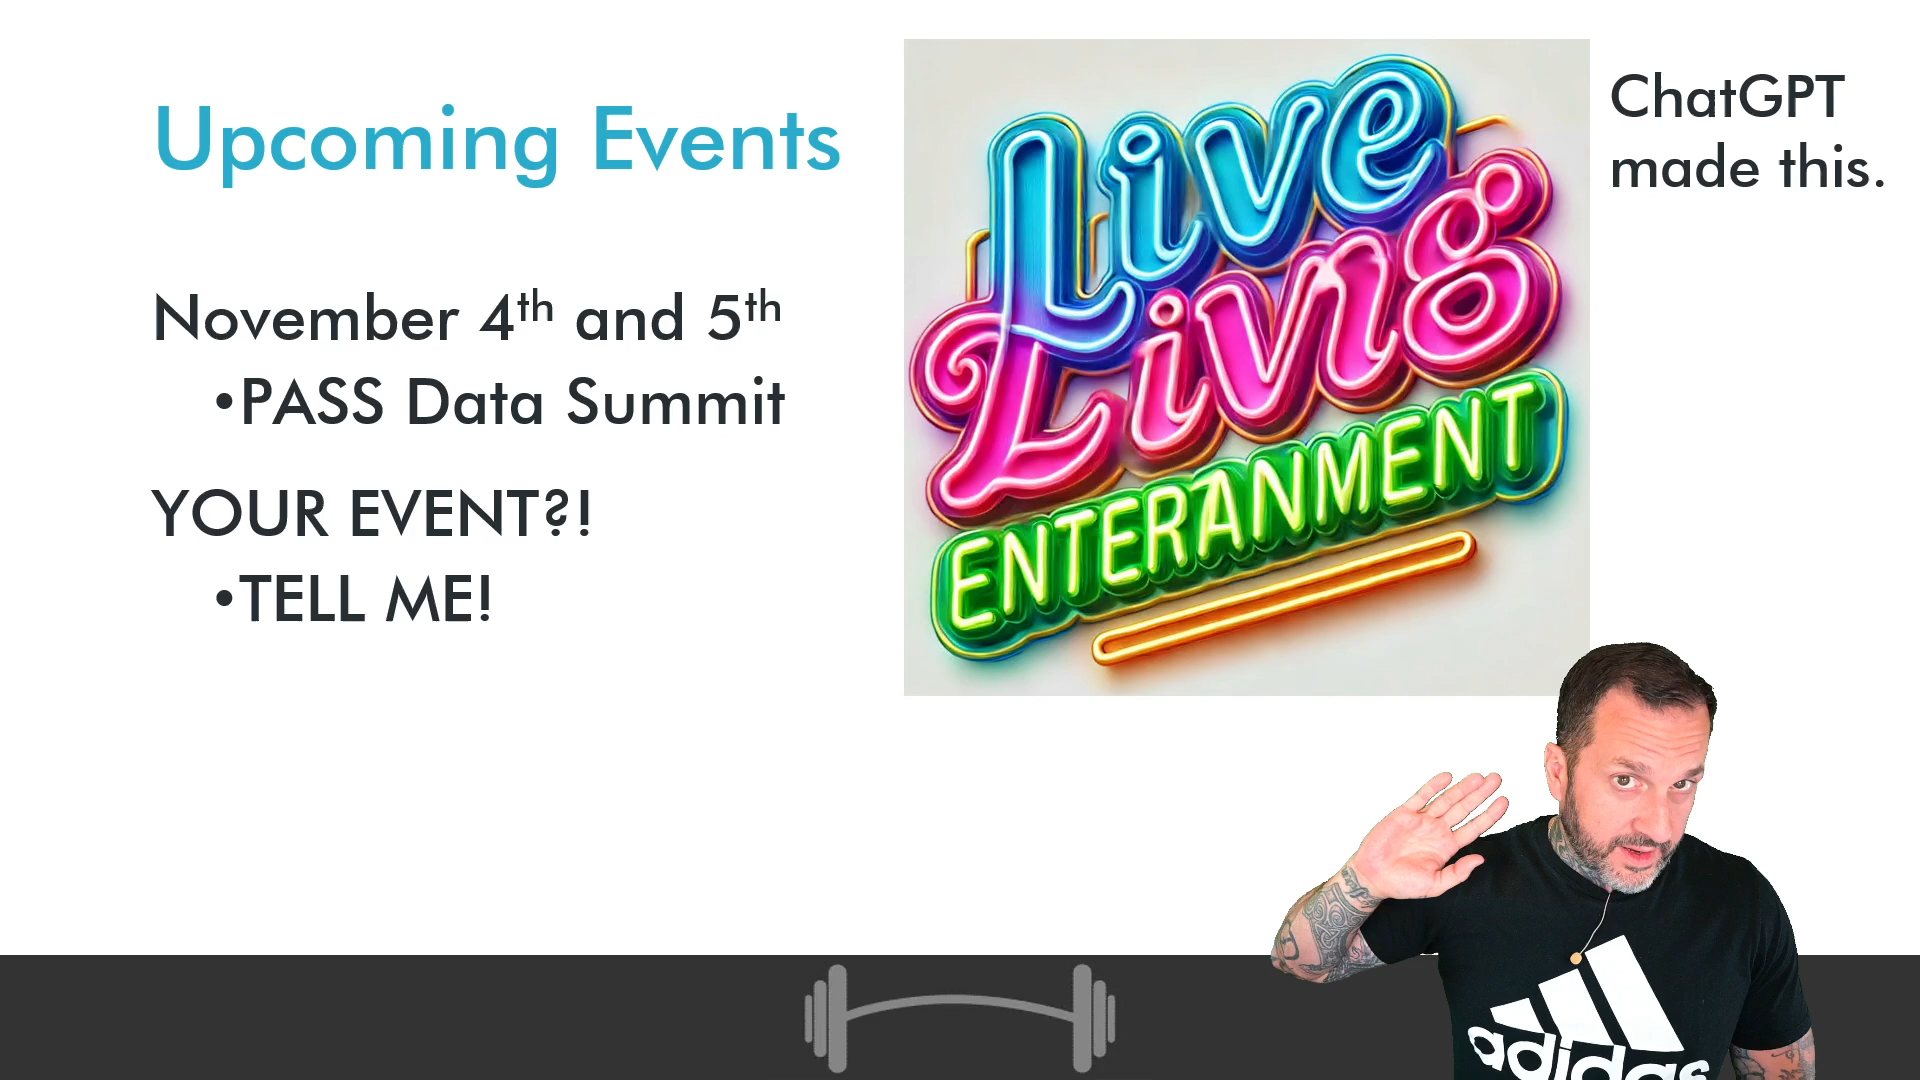 Upcoming Events
November 4th and 5th
•PASS Data Summit
YOUR EVENT?!
•TELL ME!
Live
Living
ENTERANMENT
ChatGPT
made this.
adidas